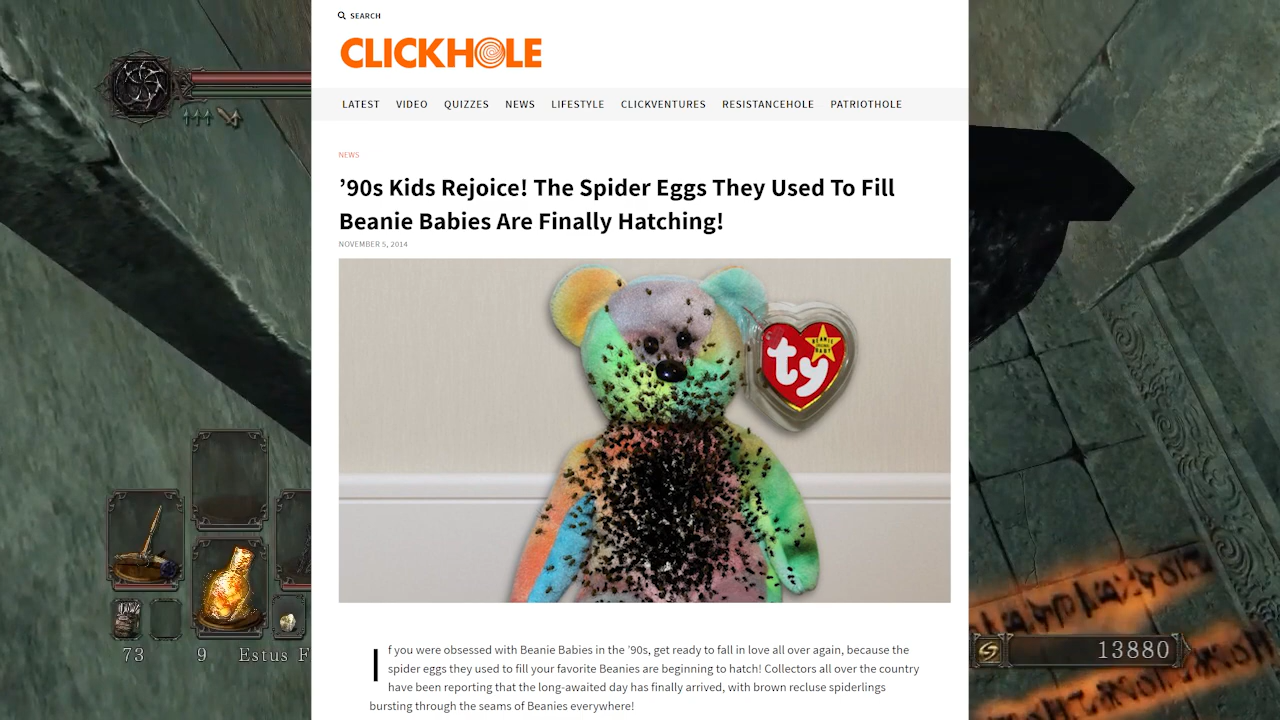 SEARCH
CLICKHOLE
LATEST VIDEO QUIZZES NEWS LIFESTYLE CLICKVENTURES RESISTANCEHOLE PATRIOTHOLE
NEWS
’90s Kids Rejoice! The Spider Eggs They Used To Fill
Beanie Babies Are Finally Hatching!
NOVEMBER 5, 2014
BEANIE
ORIGINAL
BABY
ty
If you were obsessed with Beanie Babies in the ’90s, get ready to fall in love all over again, because the
spider eggs they used to fill your favorite Beanies are beginning to hatch! Collectors all over the country
have been reporting that the long-awaited day has finally arrived, with brown recluse spiderlings
bursting through the seams of Beanies everywhere!
73 9 Estus F
13880